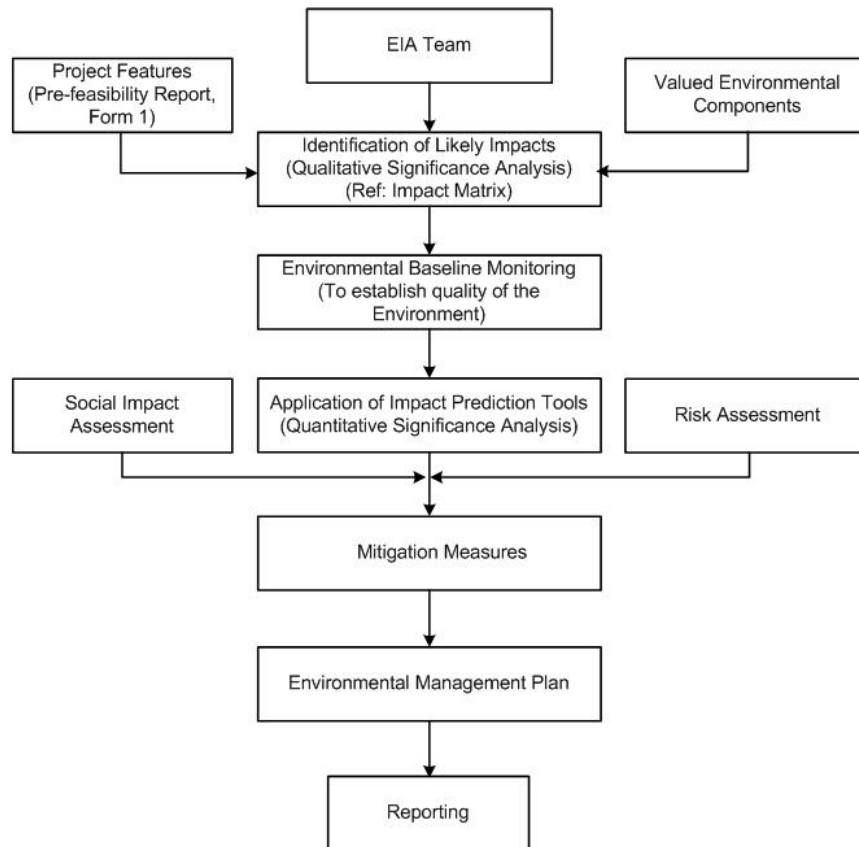 EIA Team
Project Features
(Pre-feasibility Report,
Form 1)
Valued Environmental
Components
Identification of Likely Impacts
(Qualitative Significance Analysis)
(Ref: Impact Matrix)
Environmental Baseline Monitoring
(To establish quality of the
Environment)
Social Impact
Assessment
Application of Impact Prediction Tools
(Quantitative Significance Analysis)
Risk Assessment
Mitigation Measures
Environmental Management Plan
Reporting